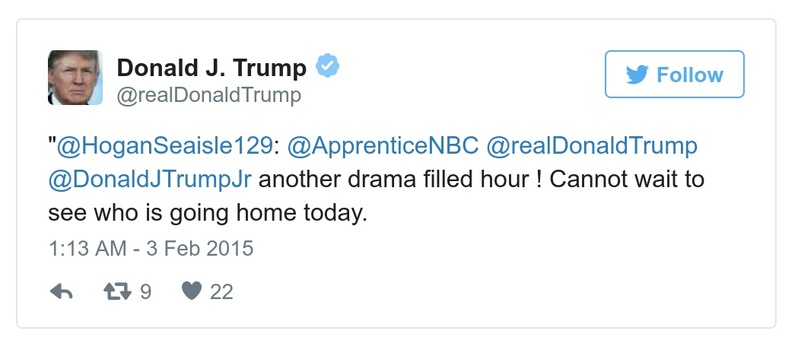 Donald J. Trump
@realDonaldTrump
Follow
"@HoganSeaisle129: @ApprenticeNBC @realDonaldTrump
@DonaldJTrumpJr another drama filled hour ! Cannot wait to
see who is going home today.
1:13 AM - 3 Feb 2015
9
22